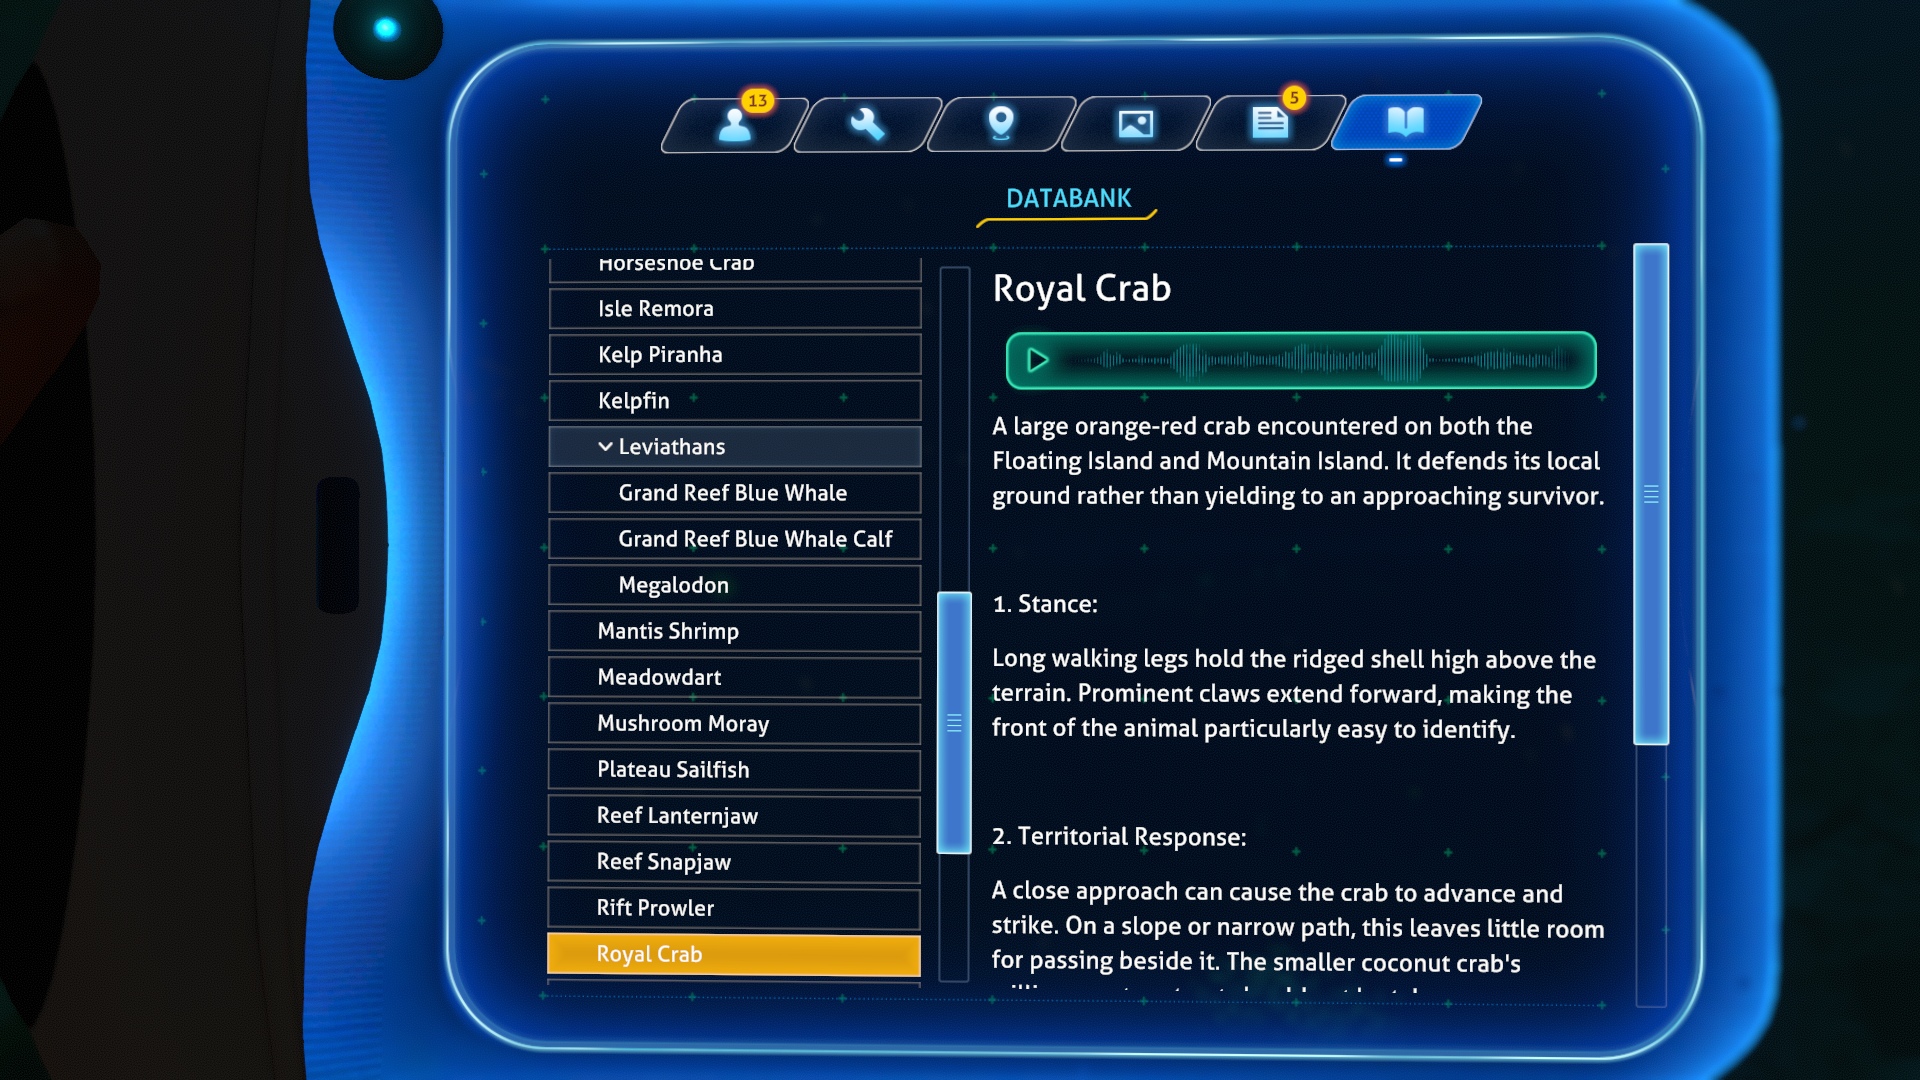 13
5
DATABANK
Horseshoe Crab
Isle Remora
Kelp Piranha
Kelpfin
Leviathans
Grand Reef Blue Whale
Grand Reef Blue Whale Calf
Megalodon
Mantis Shrimp
Meadowdart
Mushroom Moray
Plateau Sailfish
Reef Lanternjaw
Reef Snapjaw
Rift Prowler
Royal Crab
Royal Crab
A large orange-red crab encountered on both the
Floating Island and Mountain Island. It defends its local
ground rather than yielding to an approaching survivor.
1. Stance:
Long walking legs hold the ridged shell high above the
terrain. Prominent claws extend forward, making the
front of the animal particularly easy to identify.
2. Territorial Response:
A close approach can cause the crab to advance and
strike. On a slope or narrow path, this leaves little room
for passing beside it. The smaller coconut crab's